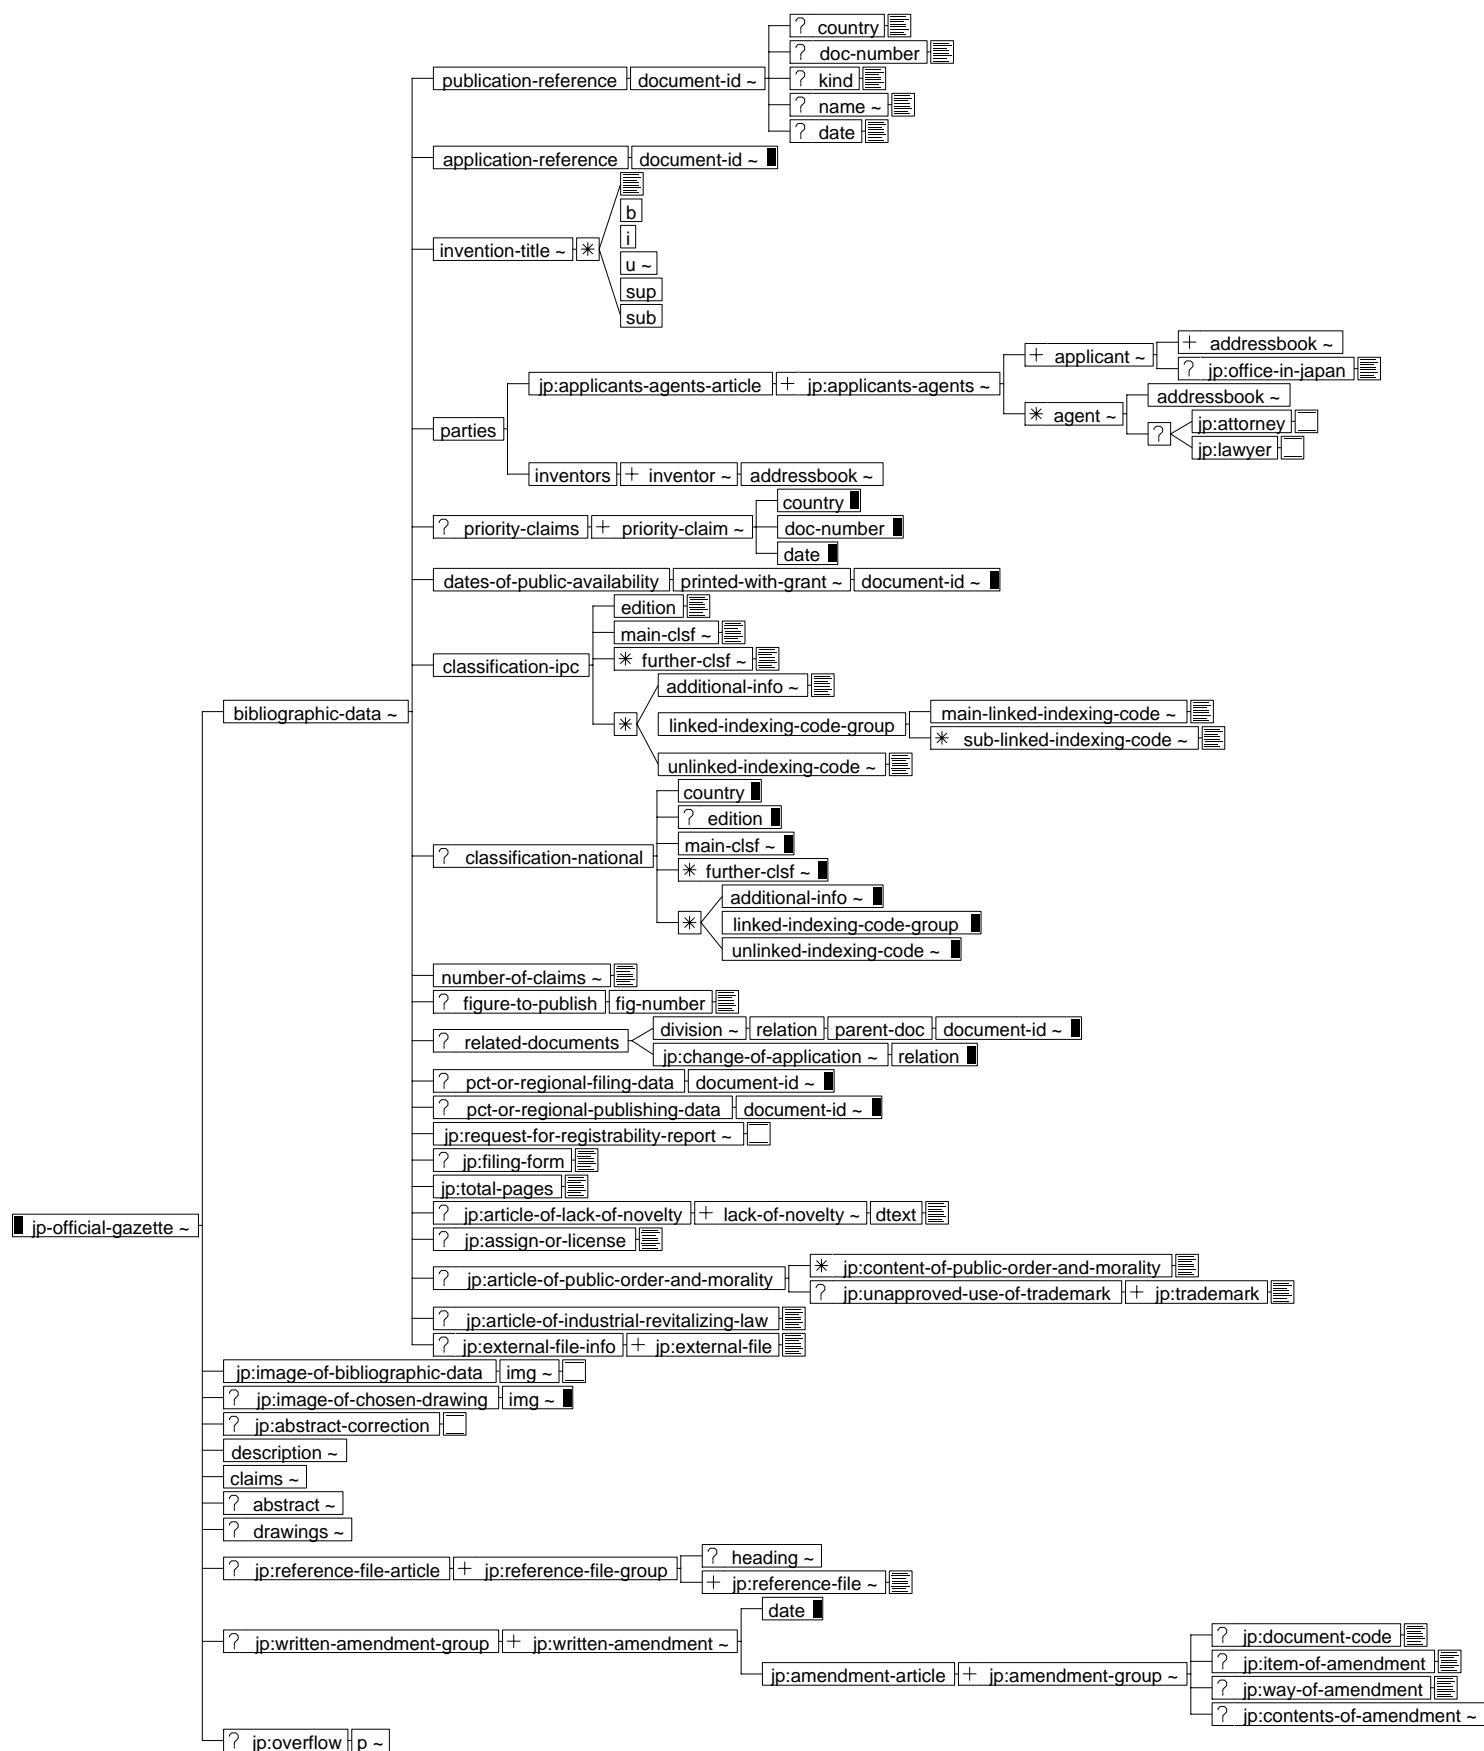 ? country
? doc-number
publication-reference document-id ~ ? kind
? name ~
? date
application-reference document-id ~
b
i
invention-title ~ *
u ~
sup
sub
+ addressbook ~
+ applicant ~
? jp:office-in-japan
jp:applicants-agents-article + jp:applicants-agents ~
addressbook ~
* agent ~
jp:attorney
parties
?
jp:lawyer
inventors + inventor ~ addressbook ~
country
? priority-claims + priority-claim ~ doc-number
date
dates-of-public-availability printed-with-grant ~ document-id ~
edition
main-clsf ~
classification-ipc * further-clsf ~
additional-info ~
bibliographic-data ~
main-linked-indexing-code ~
* linked-indexing-code-group
* sub-linked-indexing-code ~
unlinked-indexing-code ~
country
? edition
main-clsf ~
? classification-national
* further-clsf ~
additional-info ~
* linked-indexing-code-group
unlinked-indexing-code ~
number-of-claims ~
? figure-to-publish fig-number
division ~ relation parent-doc document-id ~
? related-documents
jp:change-of-application ~ relation
? pct-or-regional-filing-data document-id ~
? pct-or-regional-publishing-data document-id ~
jp:request-for-registrability-report ~
? jp:filing-form
jp:total-pages
? jp:article-of-lack-of-novelty + lack-of-novelty ~ dtext
jp-official-gazette ~
? jp:assign-or-license
* jp:content-of-public-order-and-morality
? jp:article-of-public-order-and-morality
? jp:unapproved-use-of-trademark + jp:trademark
? jp:article-of-industrial-revitalizing-law
? jp:external-file-info + jp:external-file
jp:image-of-bibliographic-data img ~
? jp:image-of-chosen-drawing img ~
? jp:abstract-correction
description ~
claims ~
? abstract ~
? drawings ~
? heading ~
? jp:reference-file-article + jp:reference-file-group
+ jp:reference-file ~
date
? jp:written-amendment-group + jp:written-amendment ~
? jp:document-code
? jp:item-of-amendment
jp:amendment-article + jp:amendment-group ~
? jp:way-of-amendment
? jp:contents-of-amendment ~
? jp:overflow p ~